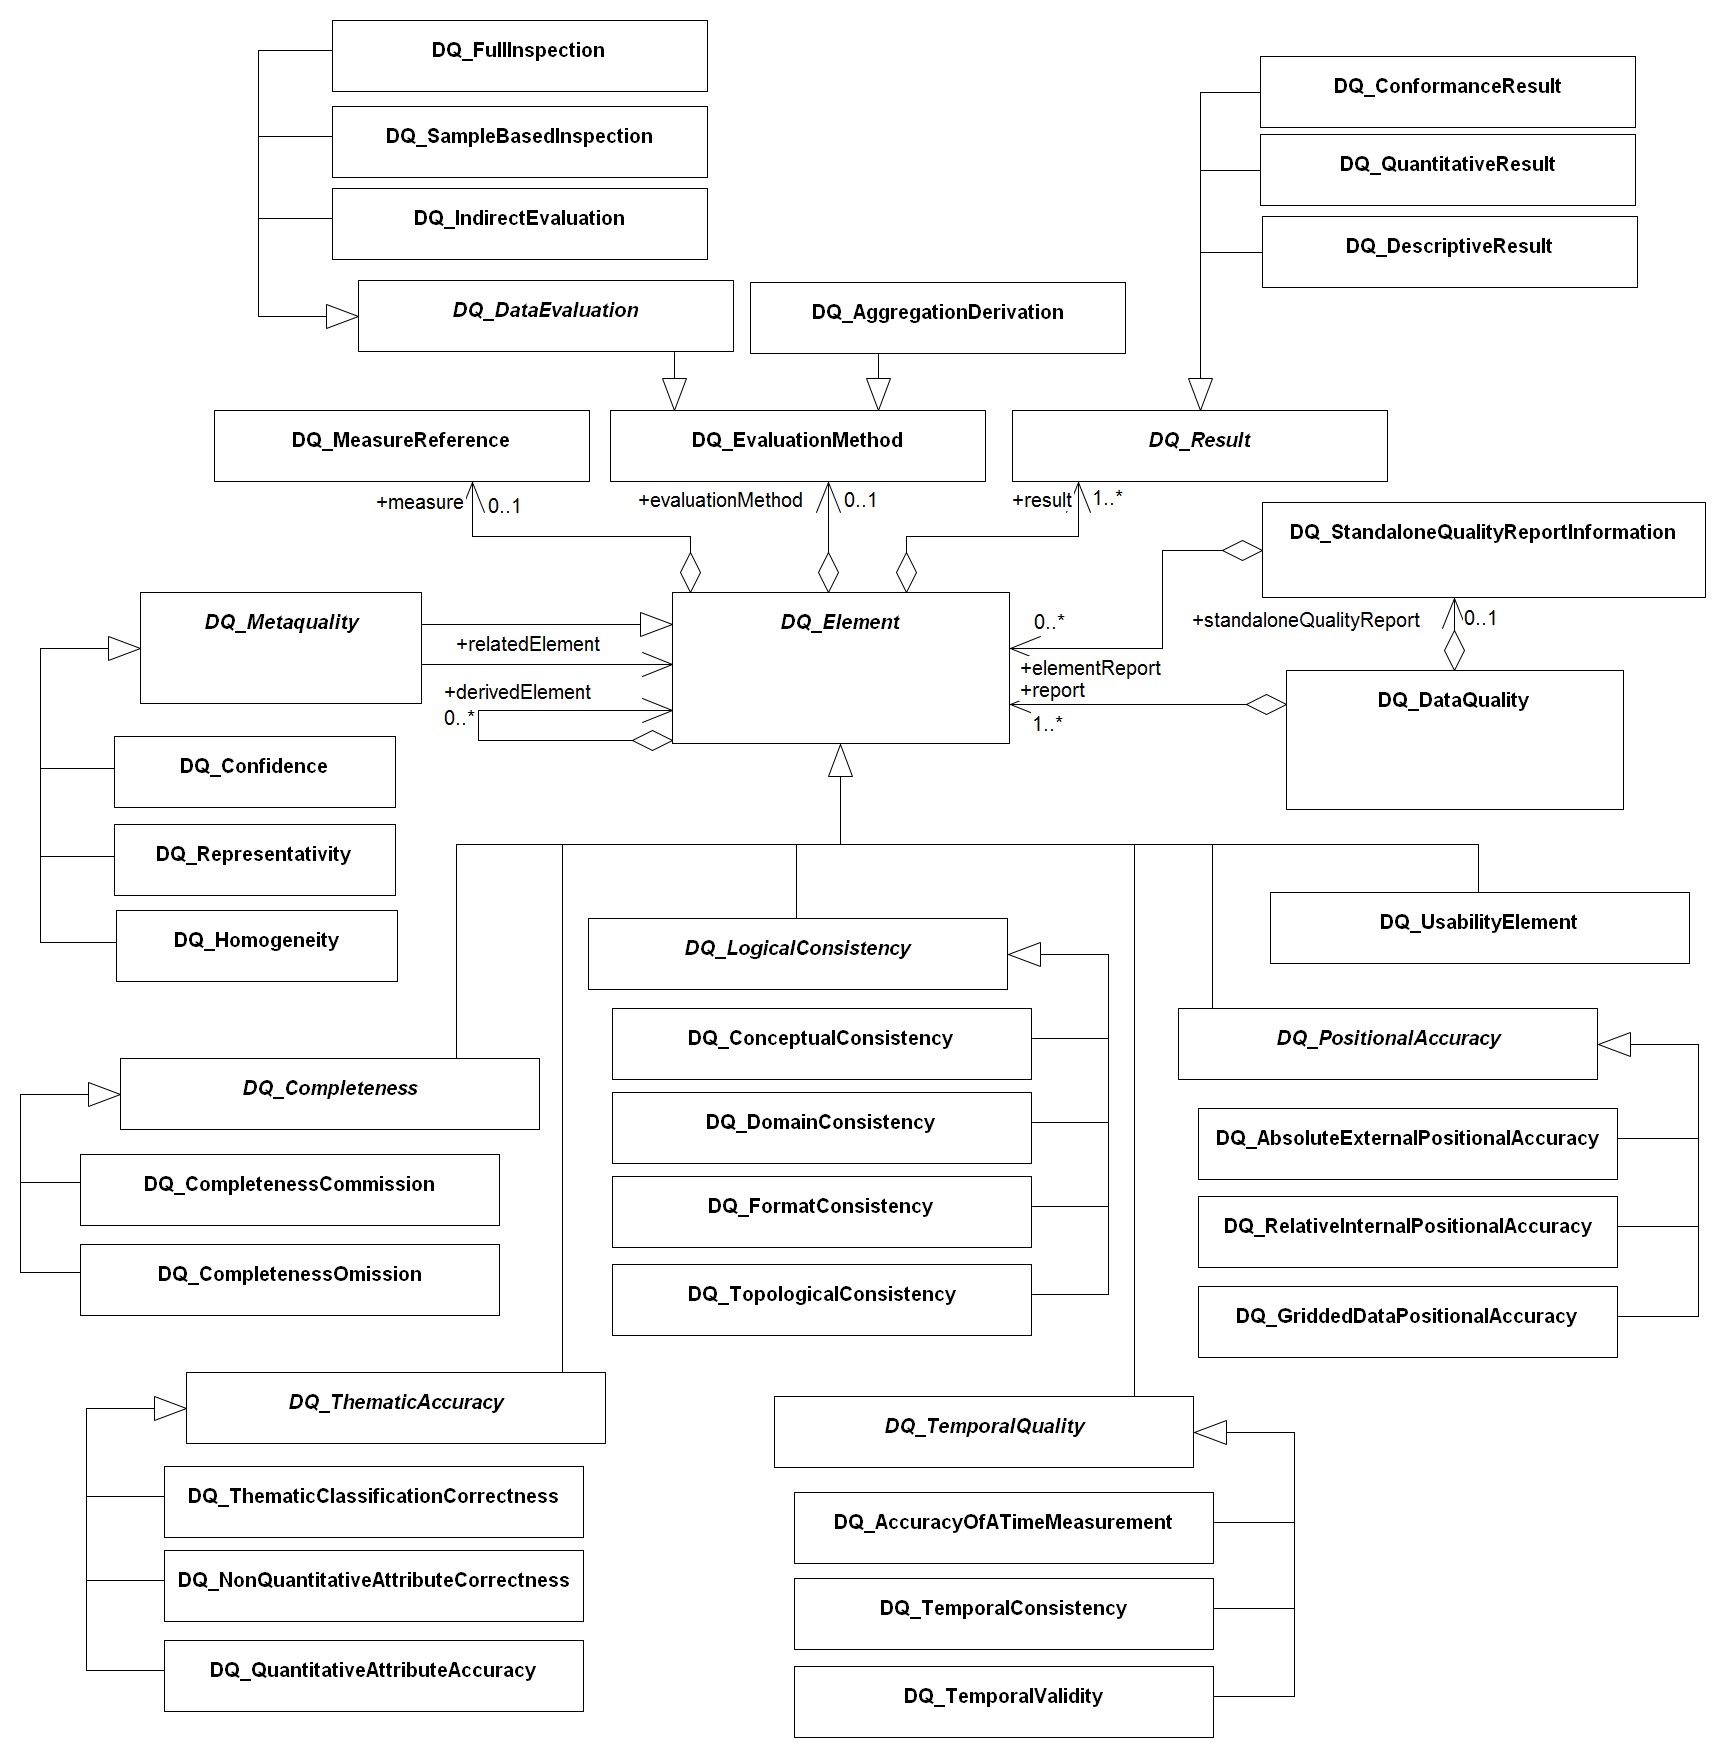 DQ_FullInspection
DQ_ConformanceResult
DQ_SampleBasedInspection
DQ_QuantitativeResult
DQ_IndirectEvaluation
DQ_DescriptiveResult
DQ_DataEvaluation
DQ_AggregationDerivation
DQ_MeasureReference
DQ_EvaluationMethod
DQ_Result
+measure
0..1
+evaluationMethod
0..1
+result
1..*
DQ_StandaloneQualityReportInformation
DQ_Metaquality
DQ_Element
0..*
+standaloneQualityReport
0..1
+relatedElement
+elementReport
+derivedElement
+report
0..*
1..*
DQ_DataQuality
DQ_Confidence
DQ_Representativity
DQ_Homogeneity
DQ_LogicalConsistency
DQ_UsabilityElement
DQ_ConceptualConsistency
DQ_PositionalAccuracy
DQ_Completeness
DQ_DomainConsistency
DQ_AbsoluteExternalPositionalAccuracy
DQ_CompletenessCommission
DQ_FormatConsistency
DQ_RelativeInternalPositionalAccuracy
DQ_CompletenessOmission
DQ_TopologicalConsistency
DQ_GriddedDataPositionalAccuracy
DQ_ThematicAccuracy
DQ_TemporalQuality
DQ_ThematicClassificationCorrectness
DQ_AccuracyOfATimeMeasurement
DQ_NonQuantitativeAttributeCorrectness
DQ_TemporalConsistency
DQ_QuantitativeAttributeAccuracy
DQ_TemporalValidity